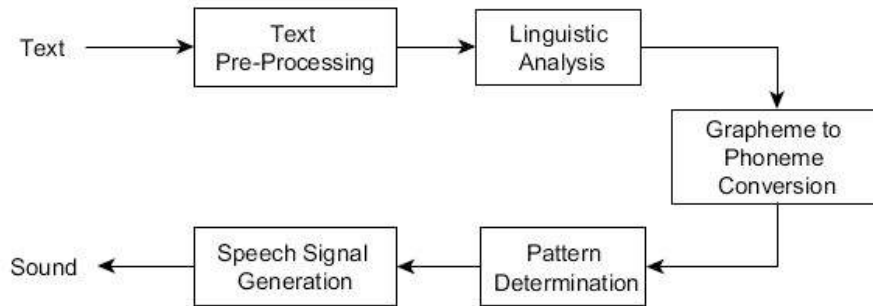 Text
Text
Pre-Processing
Linguistic
Analysis
Grapheme to
Phoneme
Conversion
Pattern
Determination
Speech Signal
Generation
Sound